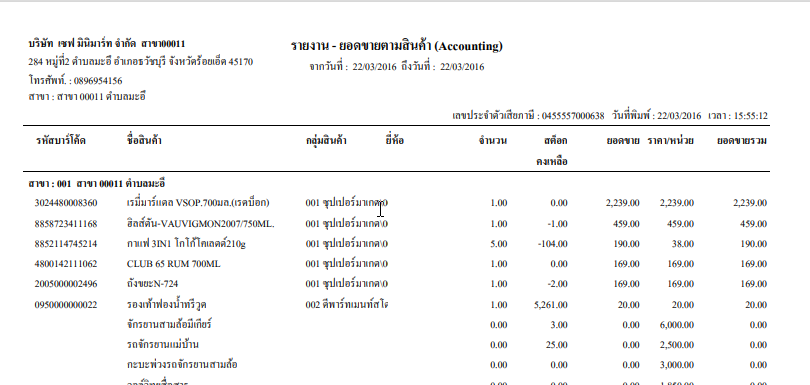 บริษัท เซฟ มินิมาร์ท จำกัด สาขา00011
284 หมู่ที่2 ตำบลมะอึ อำเภอธวัชบุรี จังหวัดร้อยเอ็ด 45170
โทรศัพท์. : 0896954156
สาขา : สาขา 00011 ตำบลมะอึ
รายงาน - ยอดขายตามสินค้า (Accounting)
จากวันที่ : 22/03/2016 ถึงวันที่ : 22/03/2016
เลขประจำตัวเสียภาษี : 0455557000638 วันที่พิมพ์ : 22/03/2016 เวลา : 15:55:12
รหัสบาร์โค้ด ชื่อสินค้า กลุ่มสินค้า ยี่ห้อ จำนวน สต็อก ยอดขาย ราคา/หน่วย ยอดขายรวม
คงเหลือ
สาขา : 001 สาขา 00011 ตำบลมะอึ
3024480008360 เรมี่มาร์แตล VSOP.700มล.(เรดบ็อก) 001 ซุปเปอร์มาเกต\0 1.00 0.00 2,239.00 2,239.00 2,239.00
8858723411168 ฮิลส์ดัน-VAUVIGMON2007/750ML. 001 ซุปเปอร์มาเกต\0 1.00 -1.00 459.00 459.00 459.00
8852114745214 กาแฟ 3IN1 โกโก้โคเลดต์210g 001 ซุปเปอร์มาเกต\0 5.00 -104.00 190.00 38.00 190.00
4800142111062 CLUB 65 RUM 700ML 001 ซุปเปอร์มาเกต\0 1.00 0.00 169.00 169.00 169.00
2005000002496 ถังขยะN-724 001 ซุปเปอร์มาเกต\0 1.00 -2.00 169.00 169.00 169.00
0950000000022 รองเท้าฟองน้ำทรีวูด 002 ดีพาร์ทเมนท์สโต 1.00 5,261.00 20.00 20.00 20.00
จักรยานสามล้อมีเกียร์ 0.00 3.00 0.00 6,000.00 0.00
รถจักรยานแม่บ้าน 0.00 25.00 0.00 2,500.00 0.00
กะบะพ่วงรถจักรยานสามล้อ 0.00 0.00 0.00 3,000.00 0.00